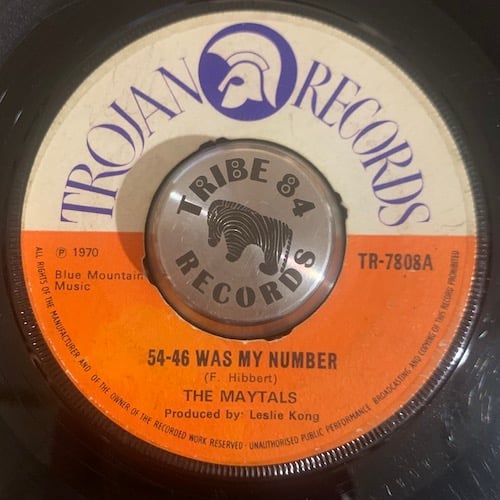 TROJAN RECORDS
TRIBE 84
RECORDS
℗ 1970
Blue Mountain
Music
TR-7808A
54-46 WAS MY NUMBER
(F. Hibbert)
THE MAYTALS
Produced by: Leslie Kong
ALL RIGHTS OF THE MANUFACTURER AND OF THE OWNER OF THE RECORDED WORK RESERVED · UNAUTHORISED PUBLIC PERFORMANCE BROADCASTING AND COPYING OF THIS RECORD PROHIBITED